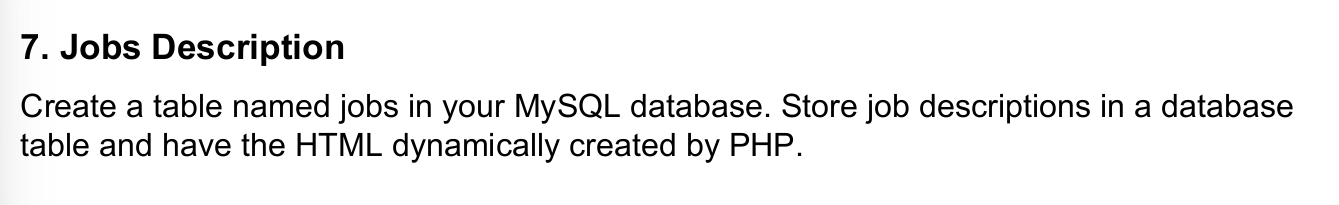 7. Jobs Description
Create a table named jobs in your MySQL database. Store job descriptions in a database
table and have the HTML dynamically created by PHP.